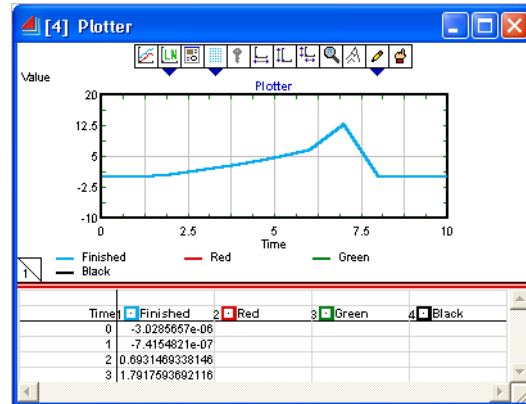 [4] Plotter
LN
Value
Plotter
20
12.5
5
-2.5
-10
0 2.5 5 7.5 10
Time
Finished Red Green
Black
1
Time 1 Finished 2 Red 3 Green 4 Black
0 -3.0285657e-06
1 -7.4154821e-07
2 0.6931469338146
3 1.7917593692116